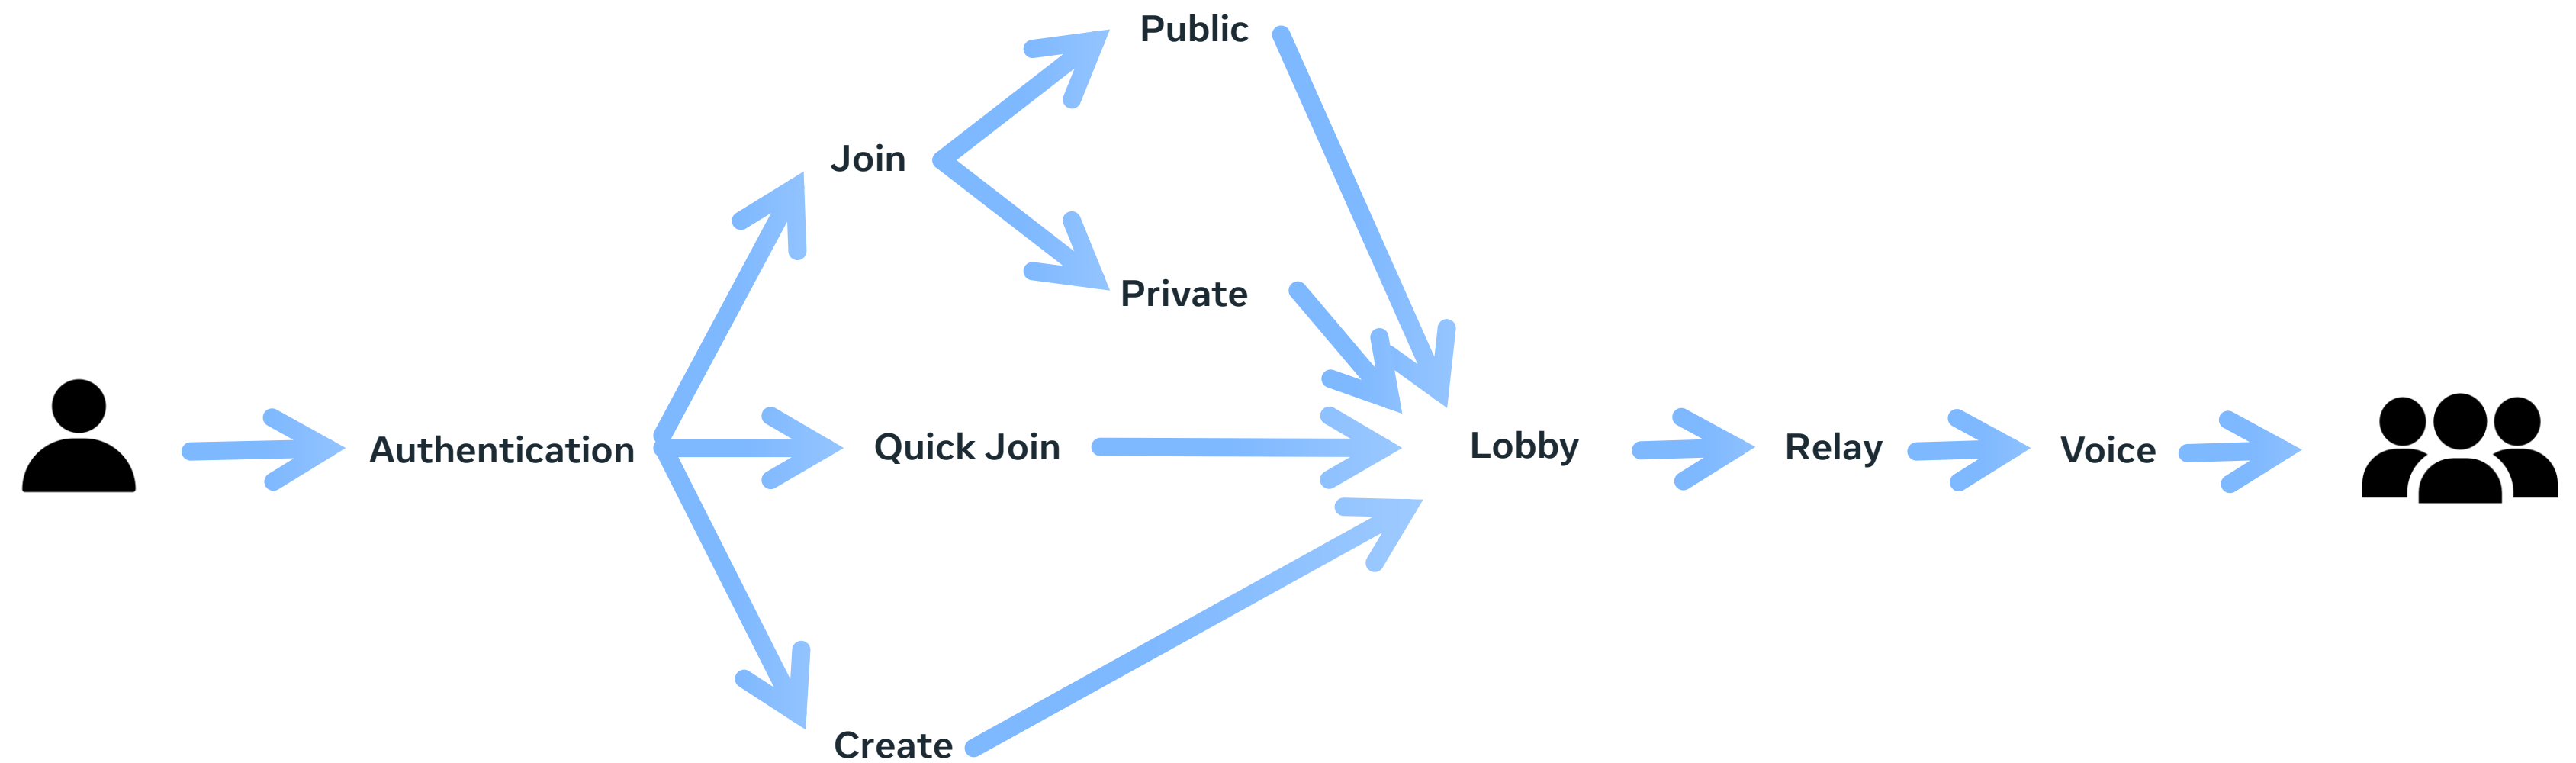 Public
Join
Private
Authentication
Quick Join
Lobby
Relay
Voice
Create